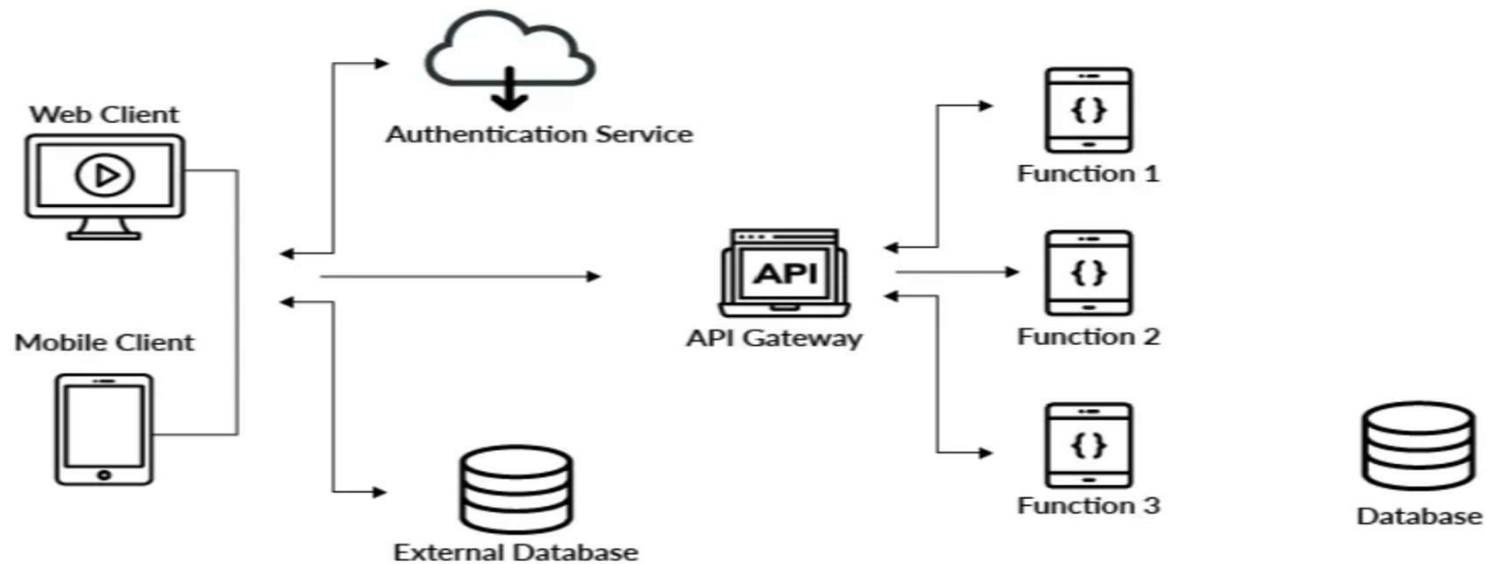 Web Client
Authentication Service
Mobile Client
External Database
API
API Gateway
{}
Function 1
{}
Function 2
{}
Function 3
Database